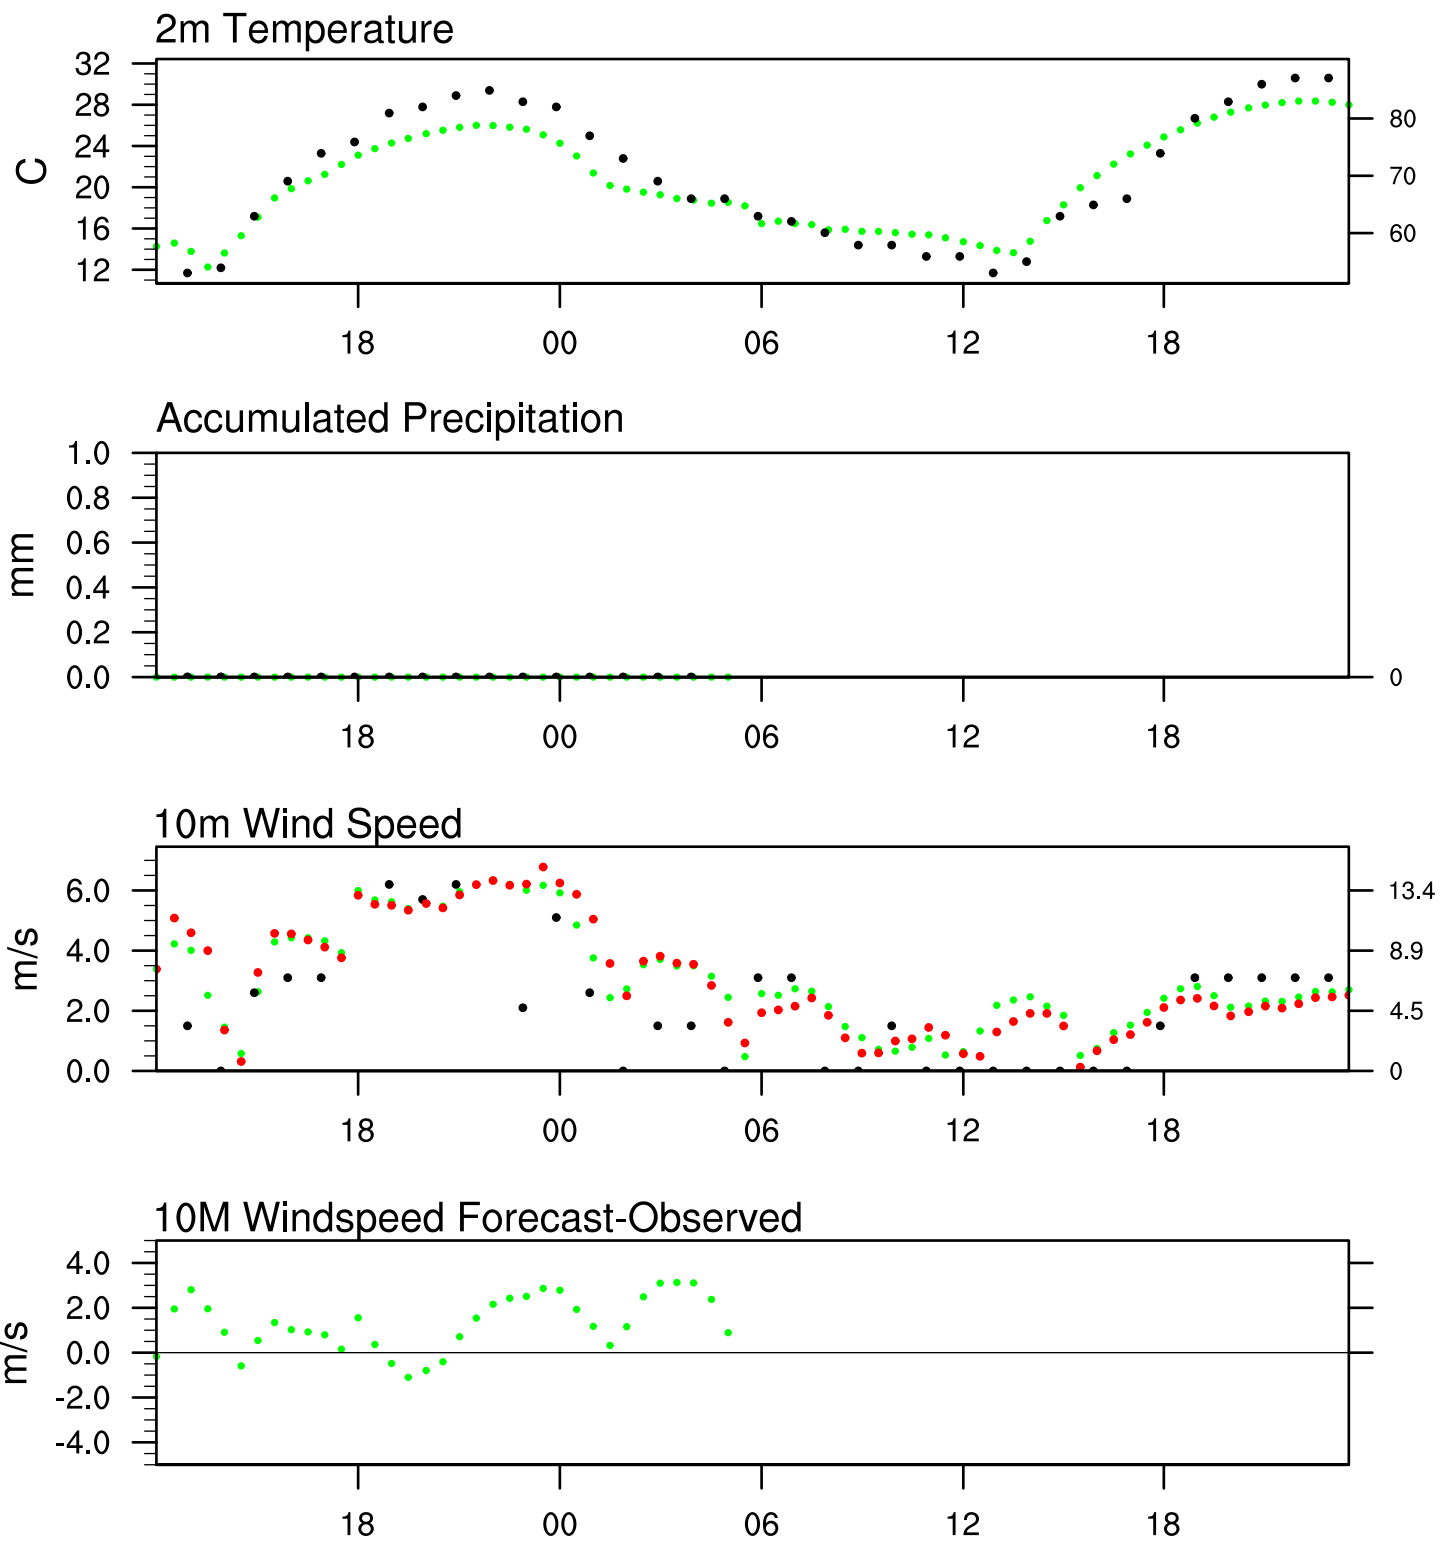 2m Temperature
32
28
24
20
16
12
C
80
70
60
18 00 06 12 18
Accumulated Precipitation
1.0
0.8
0.6
0.4
0.2
0.0
mm
0
18 00 06 12 18
10m Wind Speed
6.0
4.0
2.0
0.0
m/s
13.4
8.9
4.5
0
18 00 06 12 18
10M Windspeed Forecast-Observed
4.0
2.0
0.0
-2.0
-4.0
m/s
18 00 06 12 18